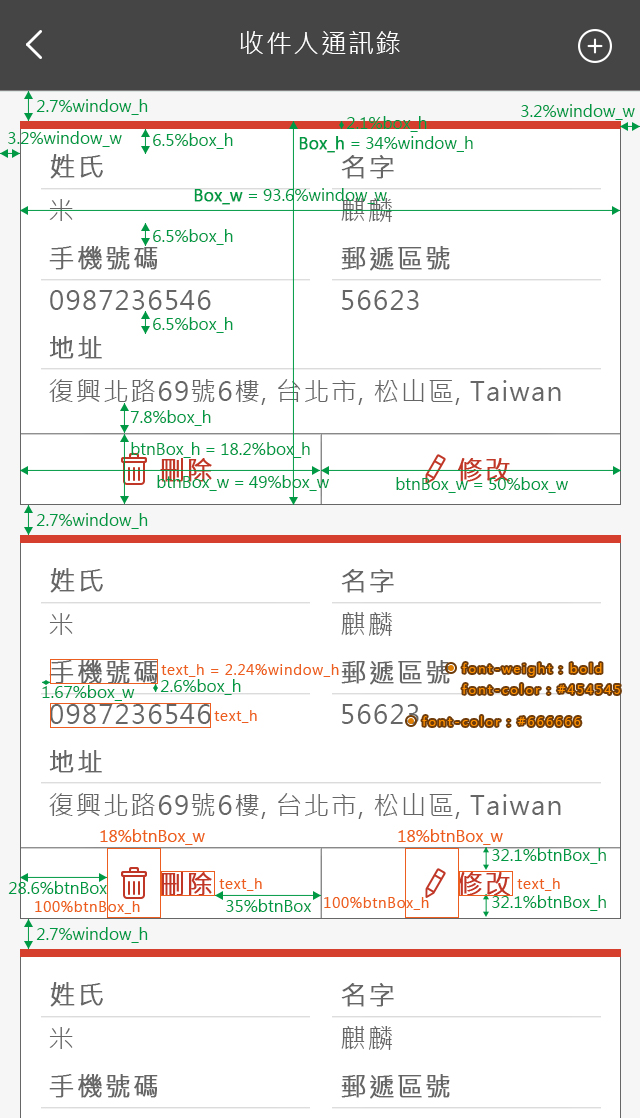 收件人通訊錄
2.7%window_h
3.2%window_w
2.1%box_h
3.2%window_w
6.5%box_h
Box_h = 34%window_h
姓氏 名字
Box_w = 93.6%window_w
米 麒麟
6.5%box_h
手機號碼 郵遞區號
0987236546 56623
6.5%box_h
地址
復興北路69號6樓, 台北市, 松山區, Taiwan
7.8%box_h
btnBox_h = 18.2%box_h
刪除 修改
btnBox_w = 49%box_w
btnBox_w = 50%box_w
2.7%window_h
姓氏 名字
米 麒麟
手機號碼 text_h = 2.24%window_h 郵遞區號 font-weight : bold
1.67%box_w 2.6%box_h font-color : #454545
0987236546 text_h 56623 font-color : #666666
地址
復興北路69號6樓, 台北市, 松山區, Taiwan
18%btnBox_w 18%btnBox_w
32.1%btnBox_h
28.6%btnBox 刪除 text_h 修改 text_h
100%btnBox_h 35%btnBox 100%btnBox_h 32.1%btnBox_h
2.7%window_h
姓氏 名字
米 麒麟
手機號碼 郵遞區號